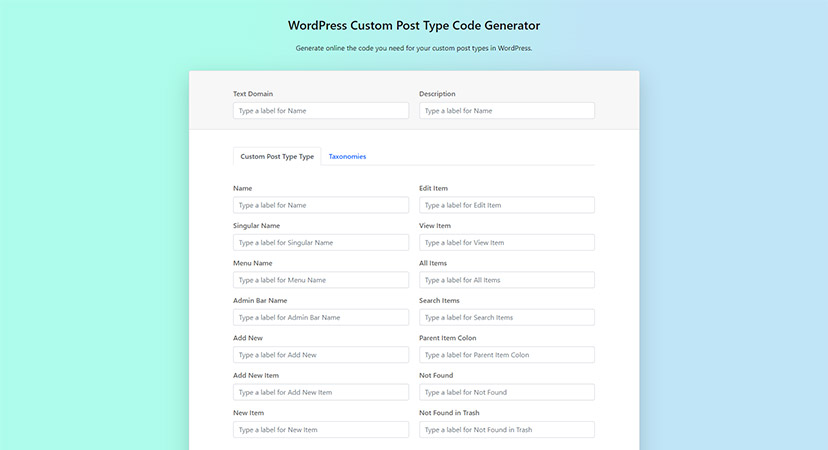 WordPress Custom Post Type Code Generator
Generate online the code you need for your custom post types in WordPress.
Text Domain Description
Type a label for Name Type a label for Name
Custom Post Type Type Taxonomies
Name Edit Item
Type a label for Name Type a label for Edit Item
Singular Name View Item
Type a label for Singular Name Type a label for View Item
Menu Name All Items
Type a label for Menu Name Type a label for All Items
Admin Bar Name Search Items
Type a label for Admin Bar Name Type a label for Search Items
Add New Parent Item Colon
Type a label for Add New Type a label for Parent Item Colon
Add New Item Not Found
Type a label for Add New Item Type a label for Not Found
New Item Not Found in Trash
Type a label for New Item Type a label for Not Found in Trash